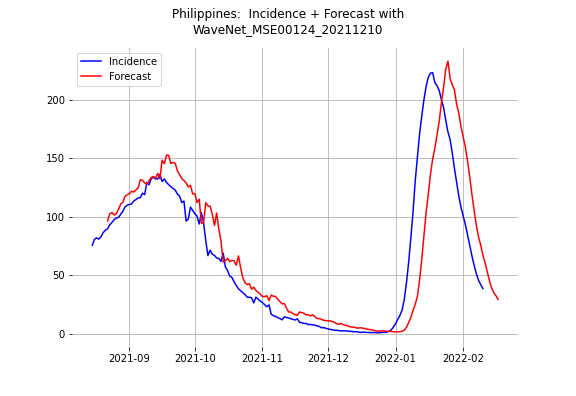 Philippines:  Incidence + Forecast with
WaveNet_MSE00124_20211210
Incidence
Forecast
200
150
100
50
0
2021-09 2021-10 2021-11 2021-12 2022-01 2022-02